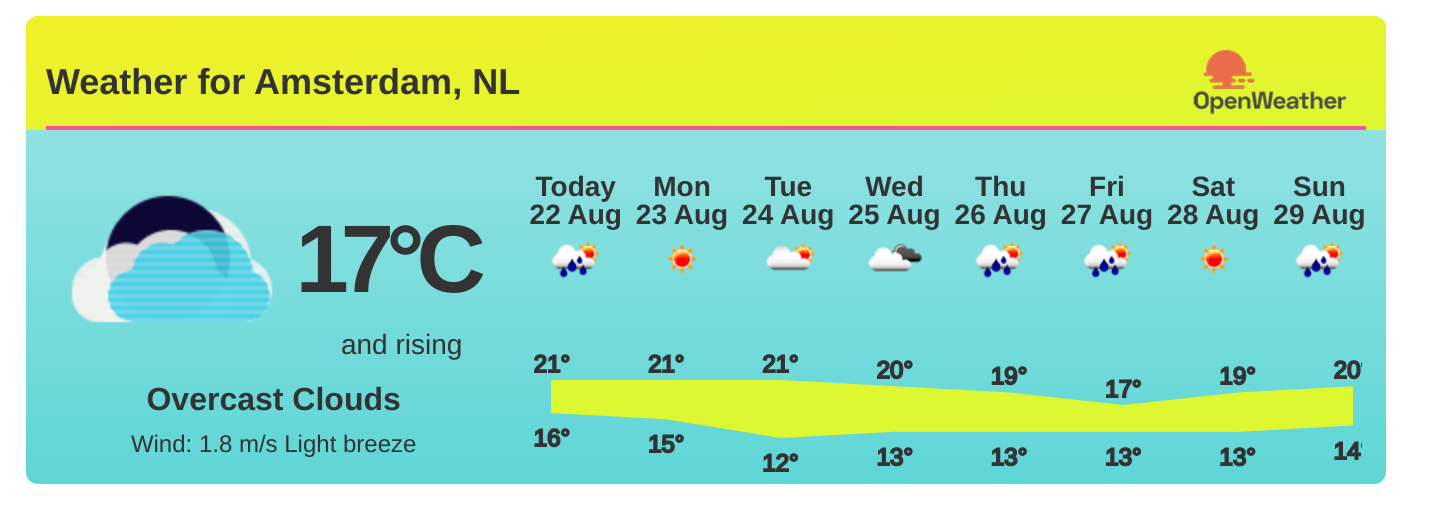 Weather for Amsterdam, NL
OpenWeather
17°C
and rising
Overcast Clouds
Wind: 1.8 m/s Light breeze
Today Mon Tue Wed Thu Fri Sat Sun
22 Aug 23 Aug 24 Aug 25 Aug 26 Aug 27 Aug 28 Aug 29 Aug
21° 21° 21° 20° 19° 17° 19° 20°
16° 15° 12° 13° 13° 13° 13° 14°